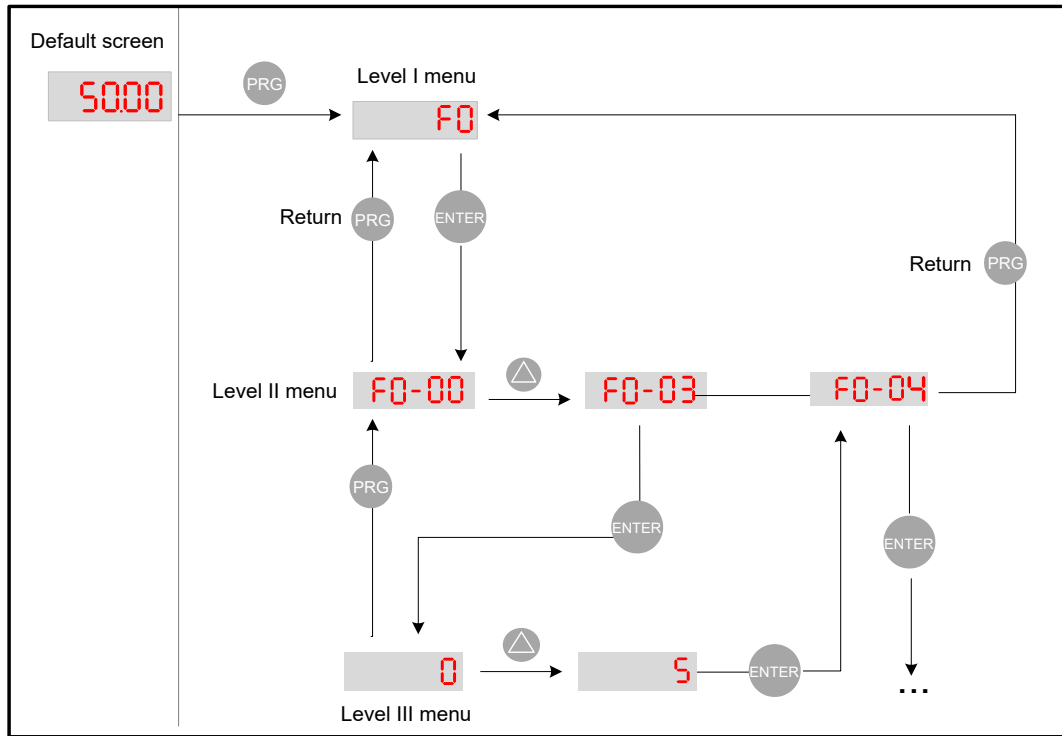 Default screen
50.00
PRG
Level I menu
F0
Return
PRG
ENTER
Return
PRG
Level II menu
F0-00
F0-03
F0-04
PRG
ENTER
ENTER
0
5
ENTER
...
Level III menu